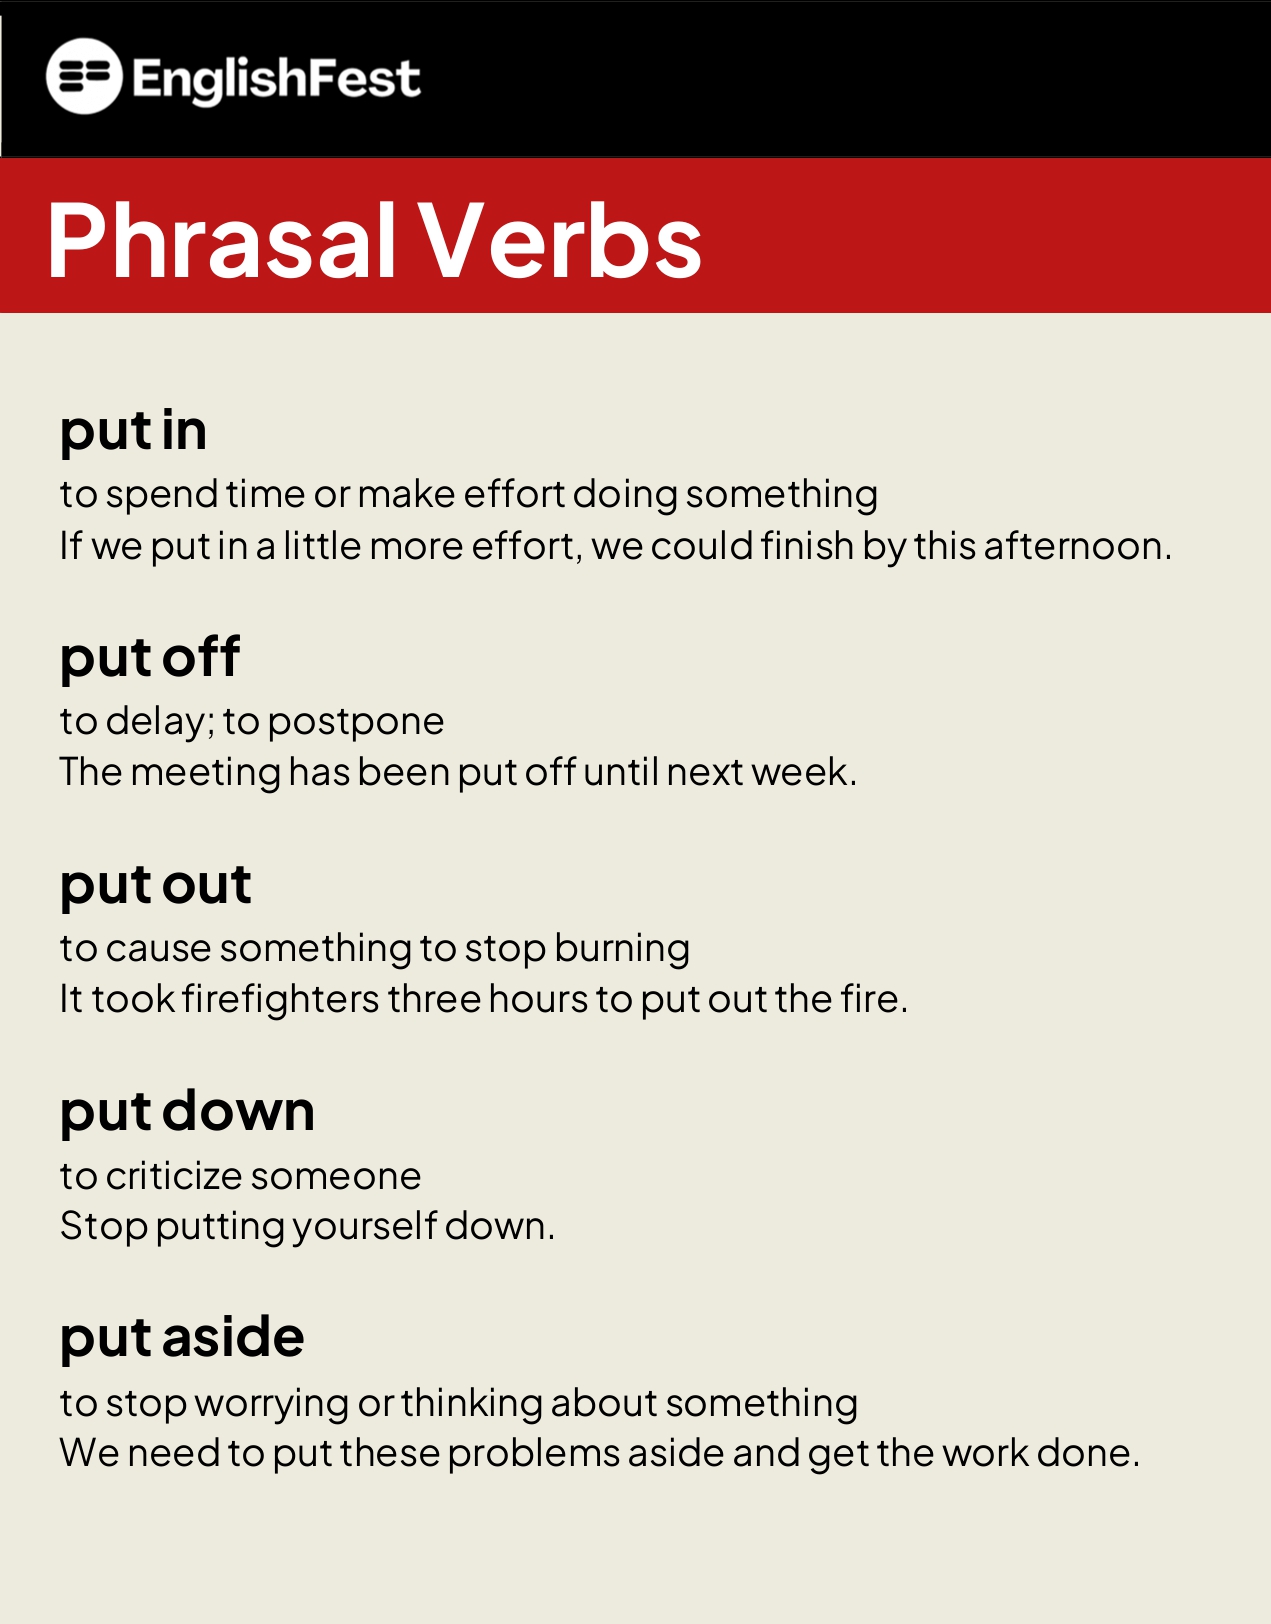 EnglishFest
Phrasal Verbs
put in
to spend time or make effort doing something
If we put in a little more effort, we could finish by this afternoon.
put off
to delay; to postpone
The meeting has been put off until next week.
put out
to cause something to stop burning
It took firefighters three hours to put out the fire.
put down
to criticize someone
Stop putting yourself down.
put aside
to stop worrying or thinking about something
We need to put these problems aside and get the work done.